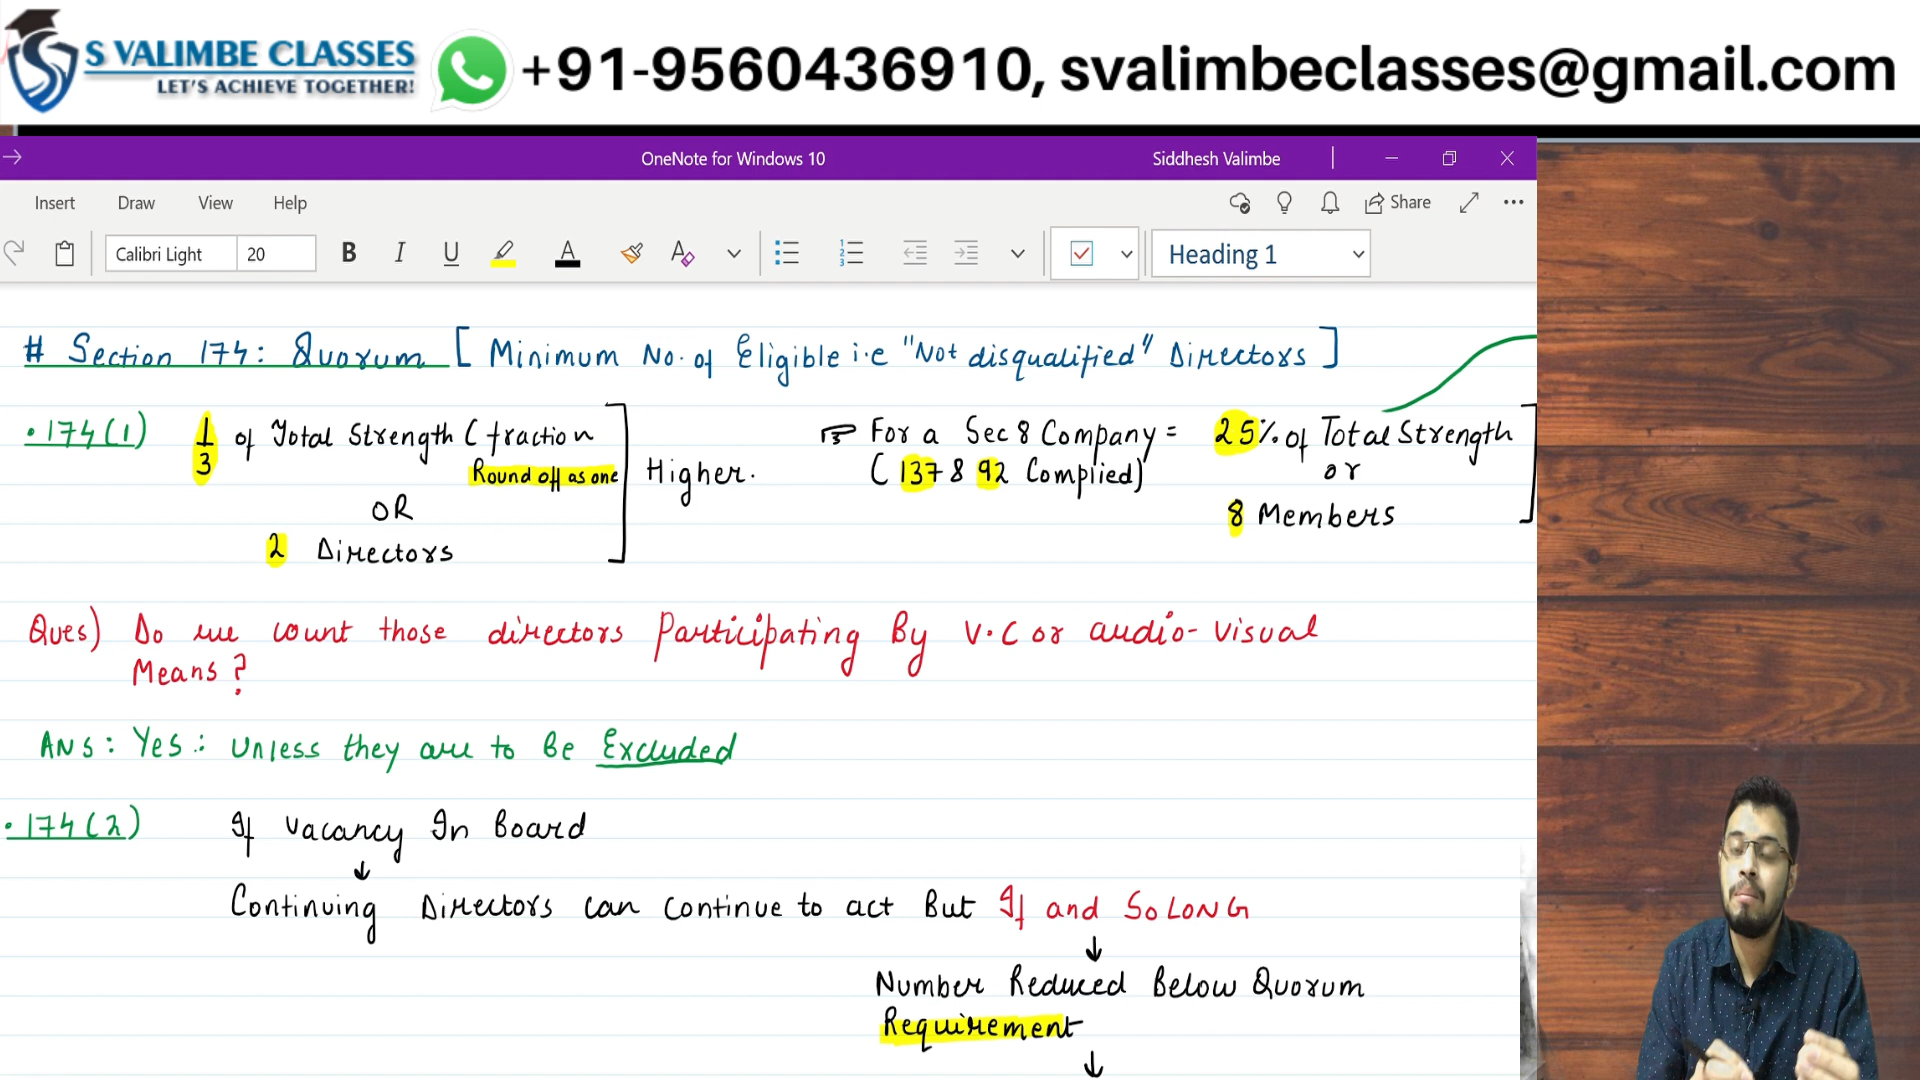 S VALIMBE CLASSES
LET'S ACHIEVE TOGETHER!
+91-9560436910, svalimbeclasses@gmail.com
OneNote for Windows 10
Siddhesh Valimbe
Insert Draw View Help
Share
Calibri Light 20 B I U A A Heading 1
# Section 174: Quorum [ Minimum No. of Eligible i.e "Not disqualified" Directors ]
• 174(1) 1/3 of Total Strength ( fraction
Round off as one
OR
2 Directors
Higher.
For a Sec 8 Company = 25% of Total Strength
( 137 & 92 Complied)
or
8 Members
Ques) Do we count those directors Participating By V.C or audio-visual
Means?
Ans: Yes: Unless they are to be Excluded
• 174(2) If Vacancy In Board
Continuing Directors can continue to act But If and SO LONG
Number Reduced Below Quorum
Requirement